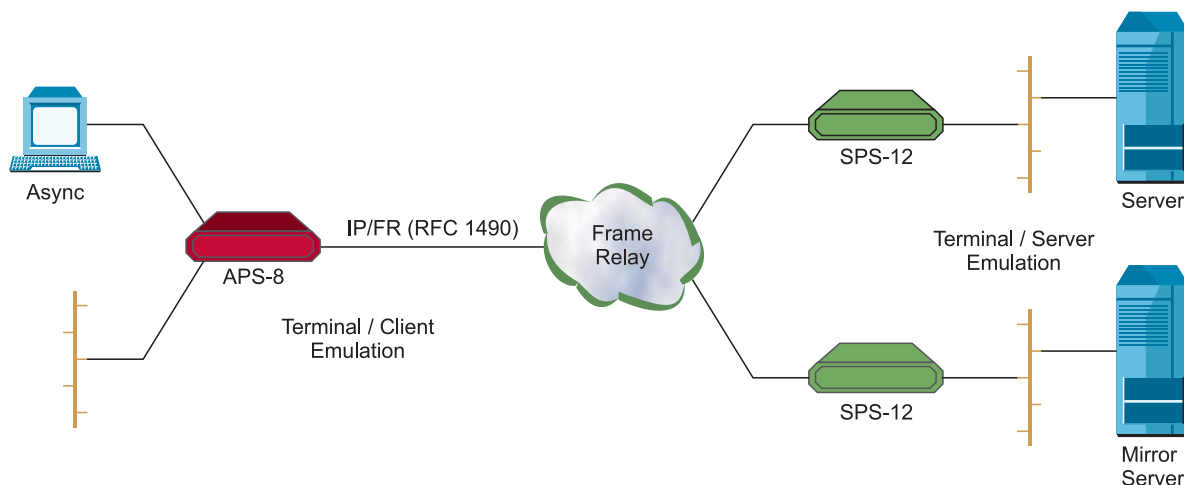 Async
APS-8
IP/FR (RFC 1490)
Terminal / Client
Emulation
Frame
Relay
SPS-12
Server
Terminal / Server
Emulation
SPS-12
Mirror
Server